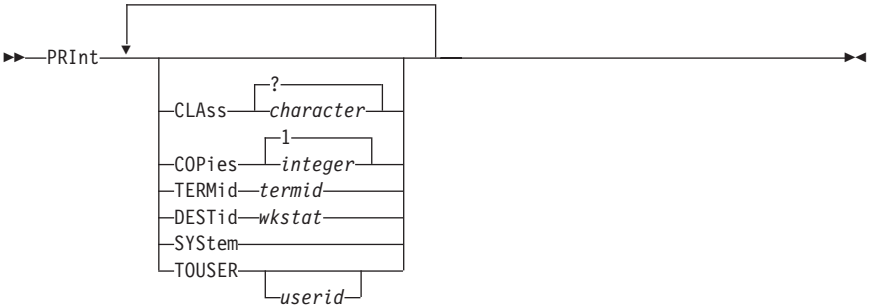 PRInt
?
CLAss character
1
COPies integer
TERMid termid
DESTid wkstat
SYStem
TOUSER
userid